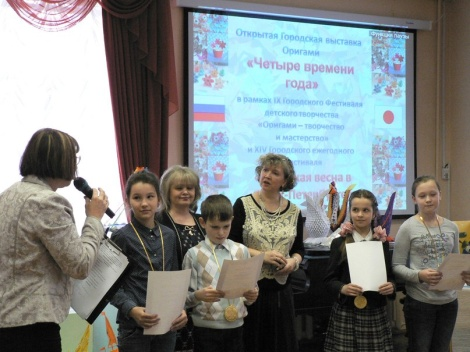 Открытая Городская выставка
Оригами
«Четыре времени
года»
в рамках IX Городского Фестиваля
детского творчества
«Оригами – творчество
и мастерство»
и XIV Городского ежегодного
фестиваля
весна в